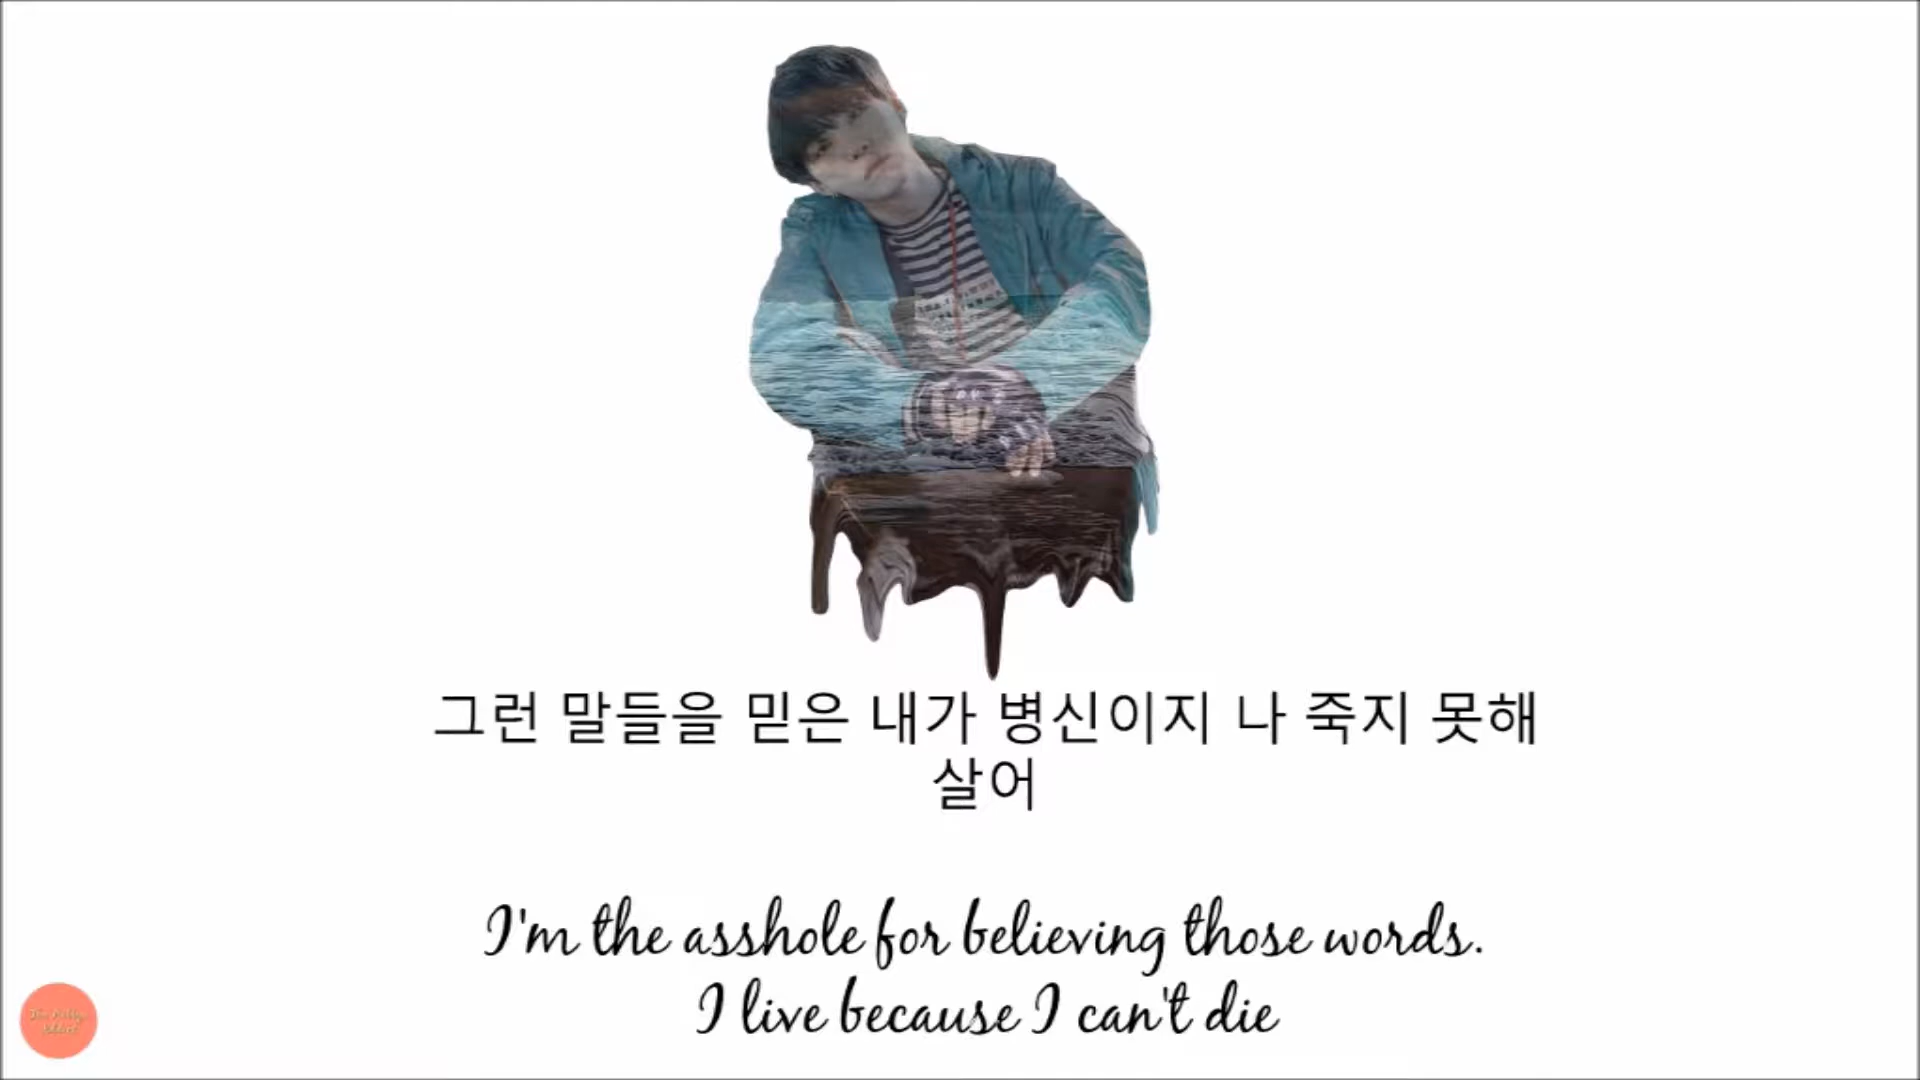 그런 말들을 믿은 내가 병신이지 나 죽지 못해
살어
I'm the asshole for believing those words.
I live because I can't die